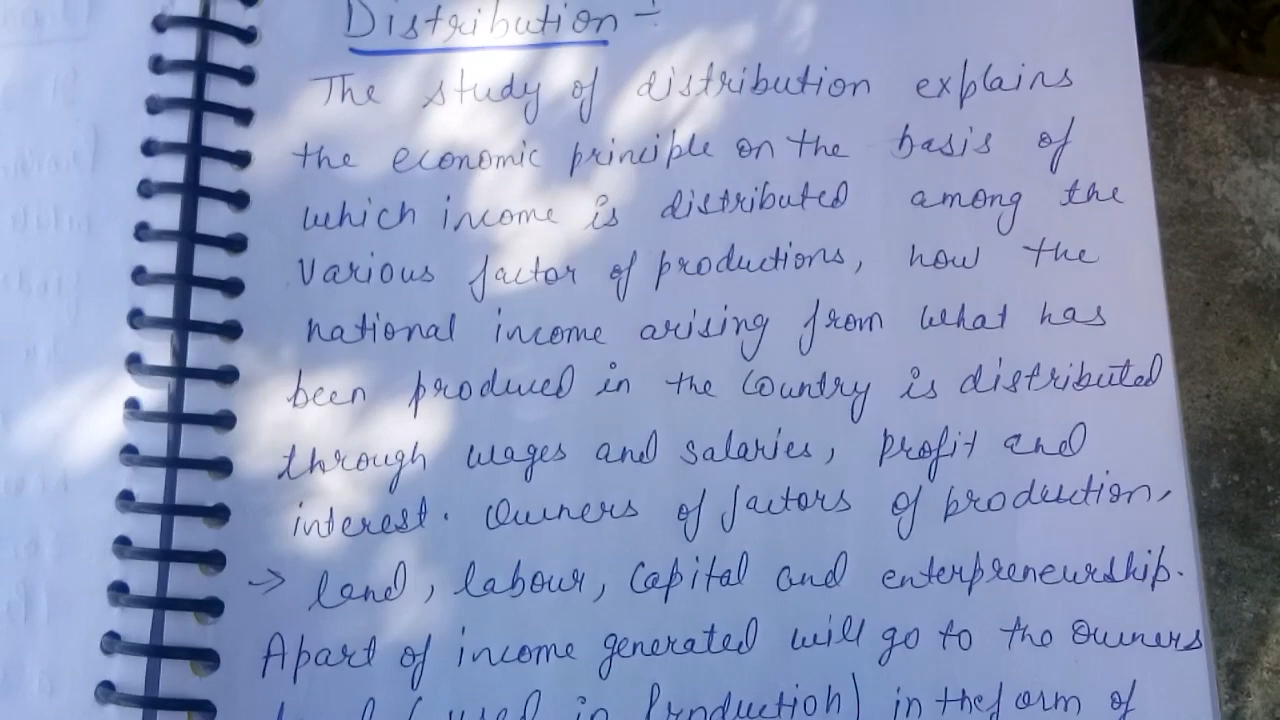 Distribution -
The study of distribution explains
the economic principle on the basis of
which income is distributed among the
various factor of productions, how the
national income arising from what has
been produced in the country is distributed
through wages and salaries, profit and
interest. Owners of factors of production,
→ land, labour, capital and enterpreneurship.
Apart of income generated will go to the owners
(used in Production) in the form of